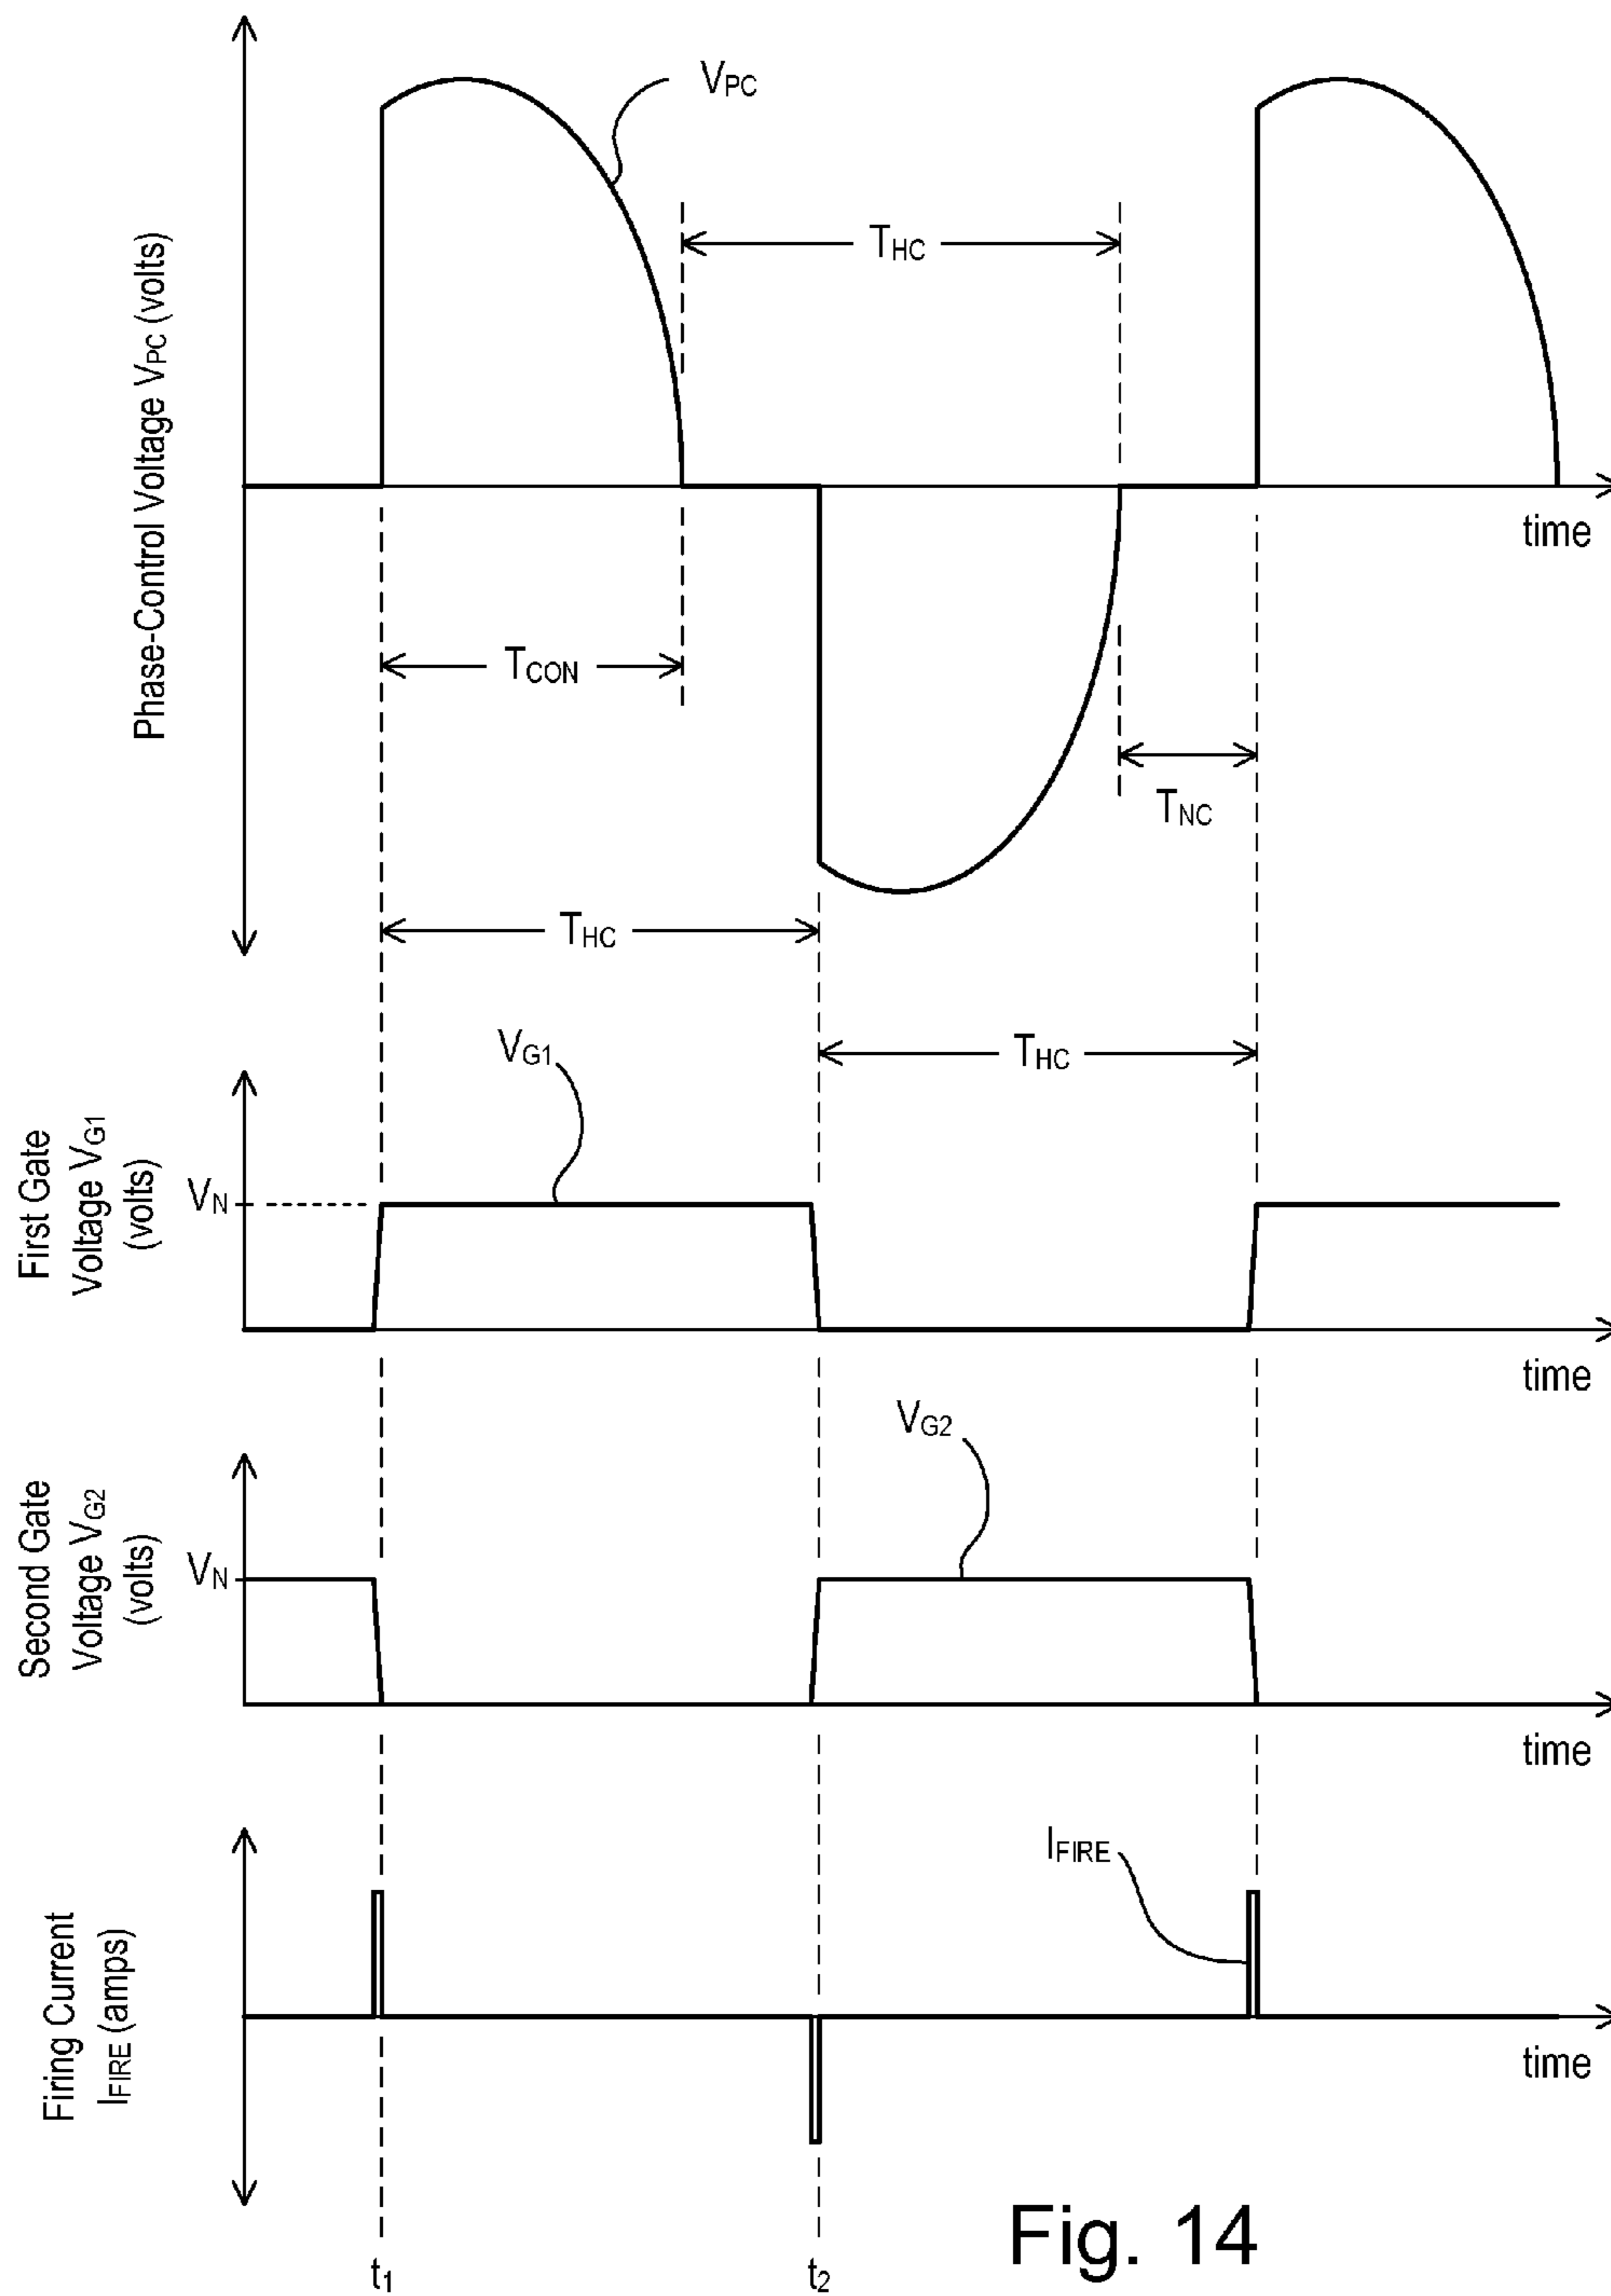 Phase-Control Voltage VPC (volts)
VPC
THC
time
TCON
TNC
THC
THC
First Gate
Voltage VG1
(volts)
VG1
VN
time
Second Gate
Voltage VG2
(volts)
VG2
VN
time
Firing Current
IFIRE (amps)
IFIRE
time
t1
t2
Fig. 14